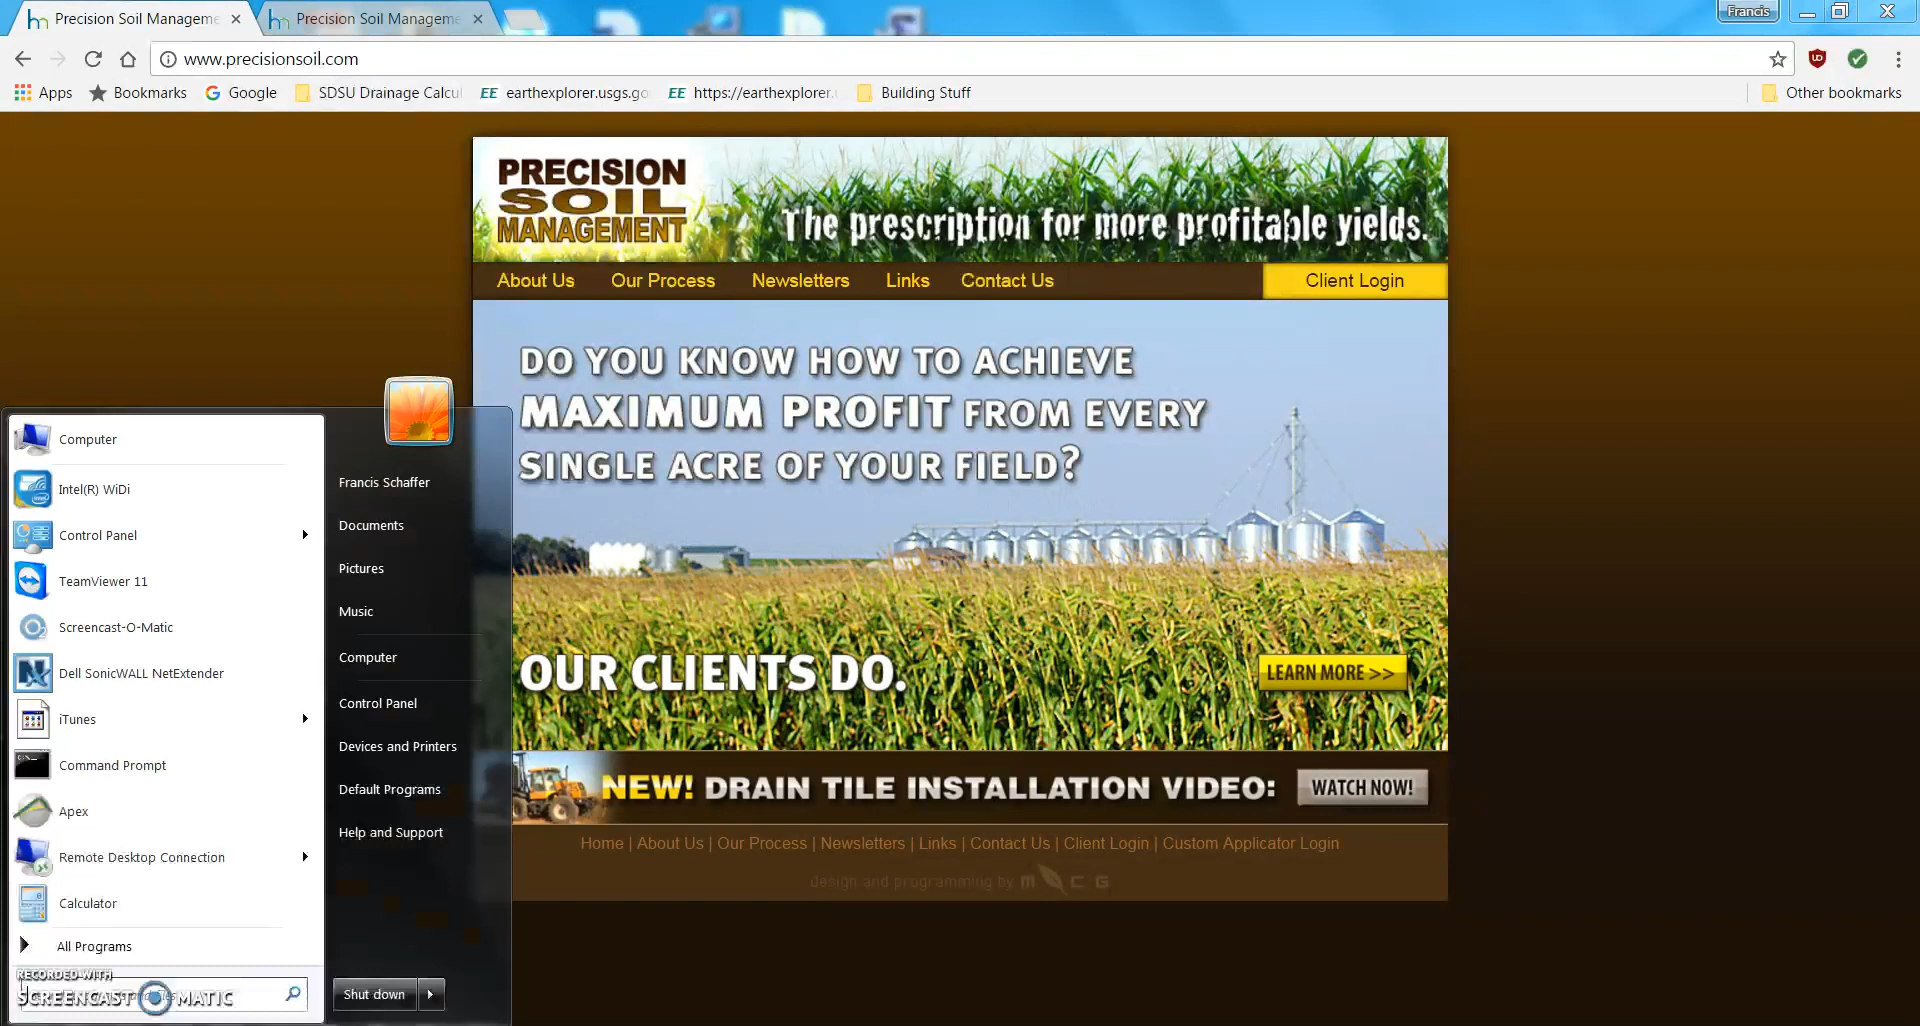 Precision Soil Manageme
Precision Soil Manageme
Francis
www.precisionsoil.com
Apps
Bookmarks
Google
SDSU Drainage Calcu
EE earthexplorer.usgs.go
EE https://earthexplorer.
Building Stuff
Other bookmarks
PRECISION
SOIL
MANAGEMENT
The prescription for more profitable yields.
About Us
Our Process
Newsletters
Links
Contact Us
Client Login
DO YOU KNOW HOW TO ACHIEVE
MAXIMUM PROFIT FROM EVERY
SINGLE ACRE OF YOUR FIELD?
OUR CLIENTS DO.
LEARN MORE >>
NEW! DRAIN TILE INSTALLATION VIDEO:
WATCH NOW!
Home | About Us | Our Process | Newsletters | Links | Contact Us | Client Login | Custom Applicator Login
design and programming by M C G
Computer
Intel(R) WiDi
Control Panel
TeamViewer 11
Screencast-O-Matic
Dell SonicWALL NetExtender
iTunes
Command Prompt
Apex
Remote Desktop Connection
Calculator
All Programs
Francis Schaffer
Documents
Pictures
Music
Computer
Control Panel
Devices and Printers
Default Programs
Help and Support
Shut down
RECORDED WITH
SCREENCAST O MATIC